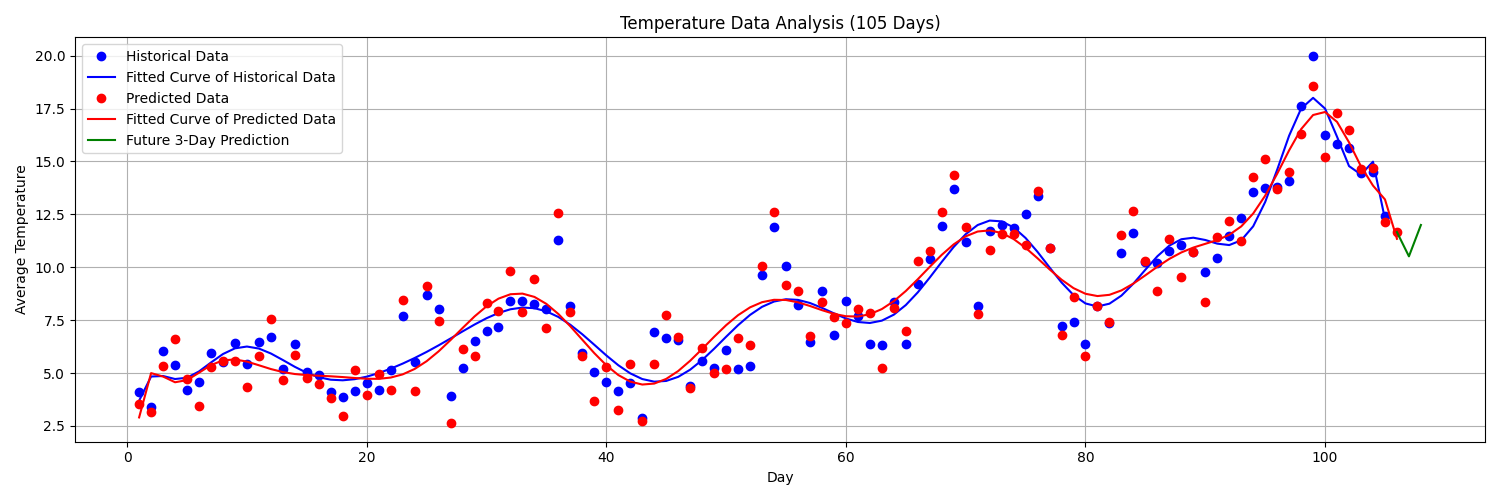 Temperature Data Analysis (105 Days)
Historical Data
Fitted Curve of Historical Data
Predicted Data
Fitted Curve of Predicted Data
Future 3-Day Prediction
Average Temperature
20.0
17.5
15.0
12.5
10.0
7.5
5.0
2.5
0 20 40 60 80 100
Day